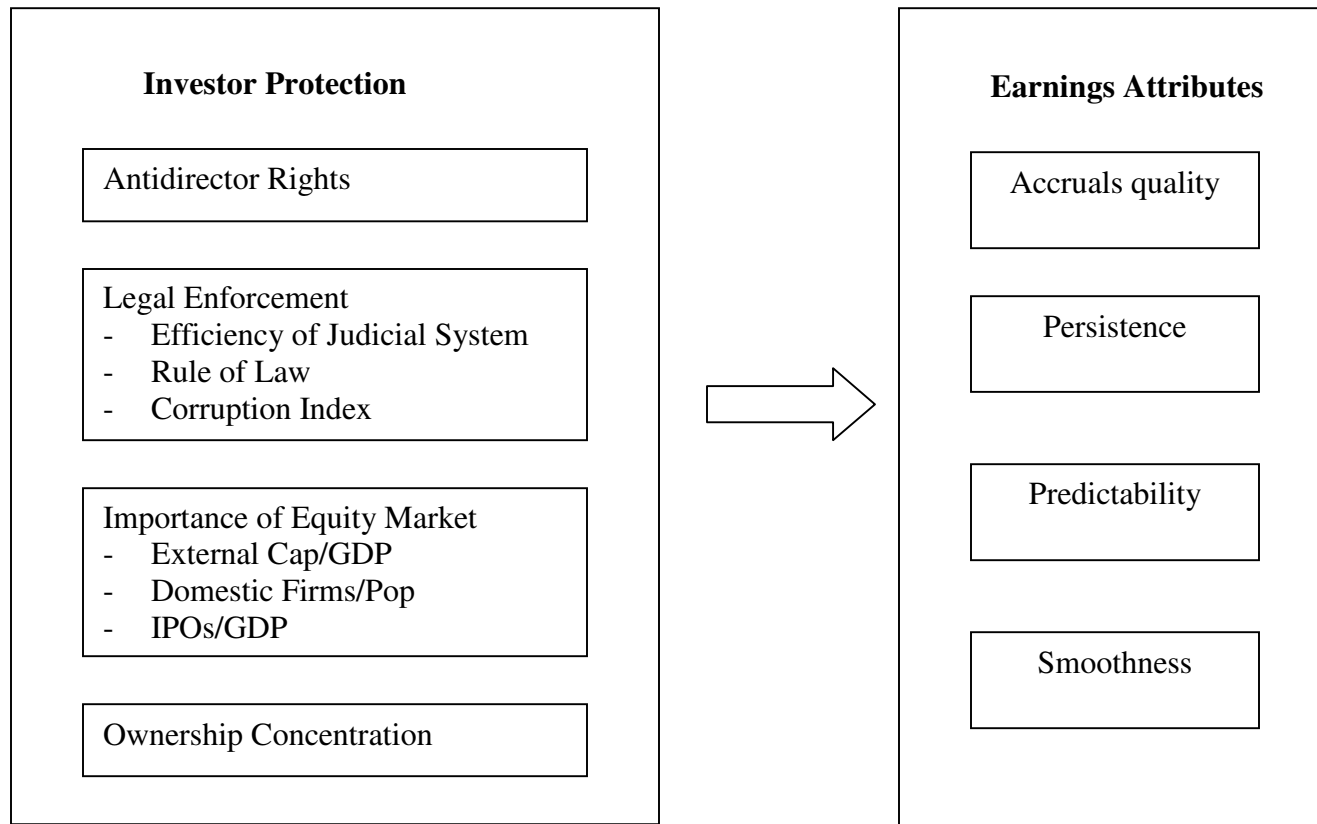 Investor Protection
Antidirector Rights
Legal Enforcement
- Efficiency of Judicial System
- Rule of Law
- Corruption Index
Importance of Equity Market
- External Cap/GDP
- Domestic Firms/Pop
- IPOs/GDP
Ownership Concentration
Earnings Attributes
Accruals quality
Persistence
Predictability
Smoothness